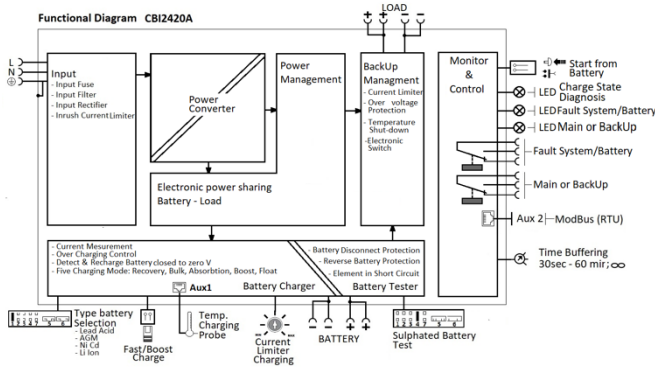 Functional Diagram CBI2420A
LOAD
+ + - -
L
N
Input
- Input Fuse
- Input Filter
- Input Rectifier
- Inrush CurrentLimiter
Power
Converter
Power
Management
BackUp
Managment
- Current Limiter
- Over voltage
Protection
- Temperature
Shut-down
-Electronic
Switch
Monitor
&
Control
Start from
Battery
LED Charge State
Diagnosis
LED Fault System/Battery
LED Main or BackUp
Fault System/Battery
Main or BackUp
Aux 2 ModBus (RTU)
Time Buffering
30sec - 60 mir; ∞
Electronic power sharing
Battery - Load
- Current Mesurement
- Over Charging Control
- Detect & Recharge Battery closed to zero V
- Five Charging Mode: Recovery, Bulk, Absorbtion, Boost, Float
Aux1
Battery Charger
- Battery Disconnect Protection
- Reverse Battery Protection
- Element in Short Circuit
Battery Tester
Type battery
Selection
- Lead Acid
- AGM
- Ni Cd
- Li Ion
Fast/Boost
Charge
Temp.
Charging
Probe
Current
Limiter
Charging
- - + +
BATTERY
Sulphated Battery
Test